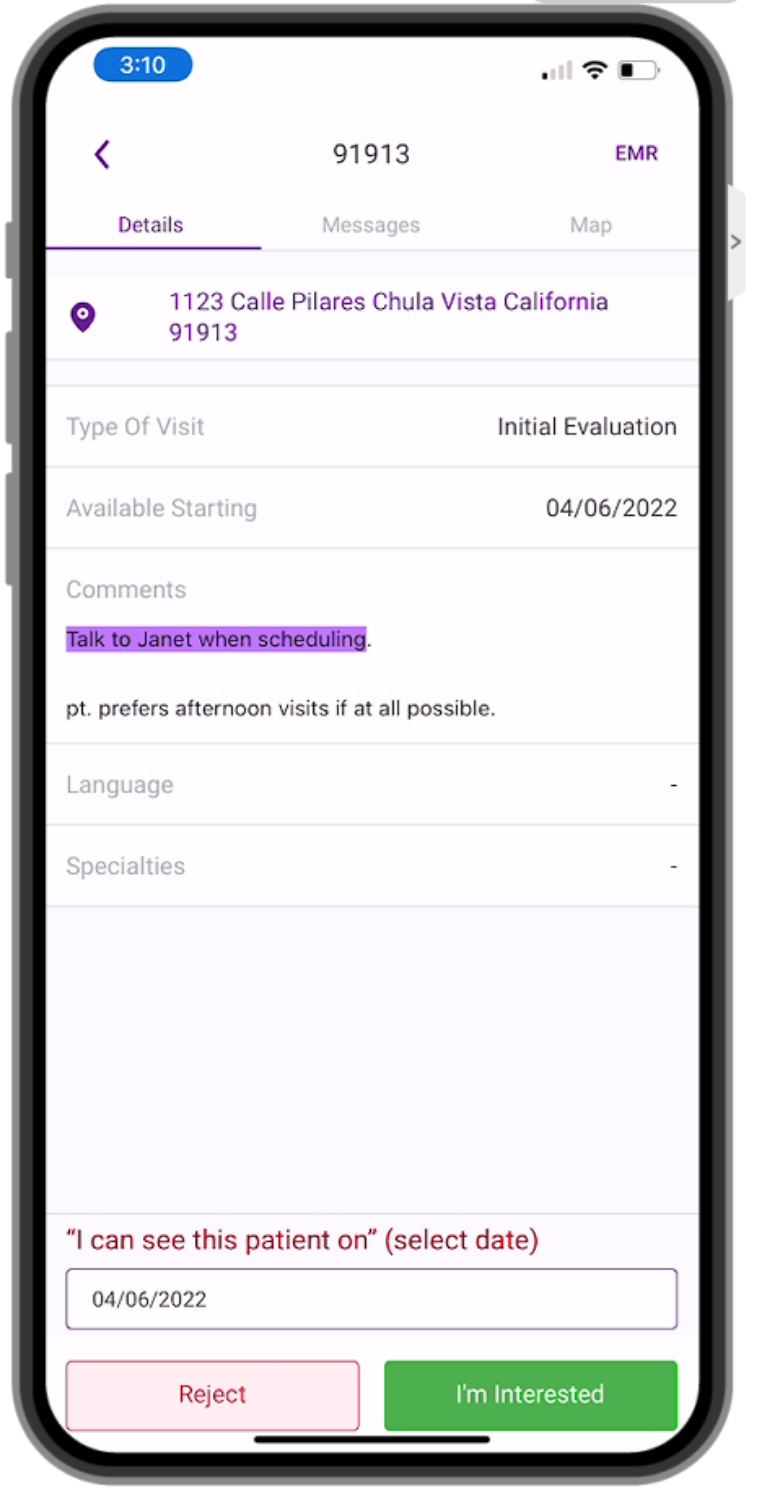 3:10
91913
EMR
Details
Messages
Map
1123 Calle Pilares Chula Vista California
91913
Type Of Visit
Initial Evaluation
Available Starting
04/06/2022
Comments
Talk to Janet when scheduling.
pt. prefers afternoon visits if at all possible.
Language
-
Specialties
-
“I can see this patient on” (select date)
04/06/2022
Reject
I'm Interested